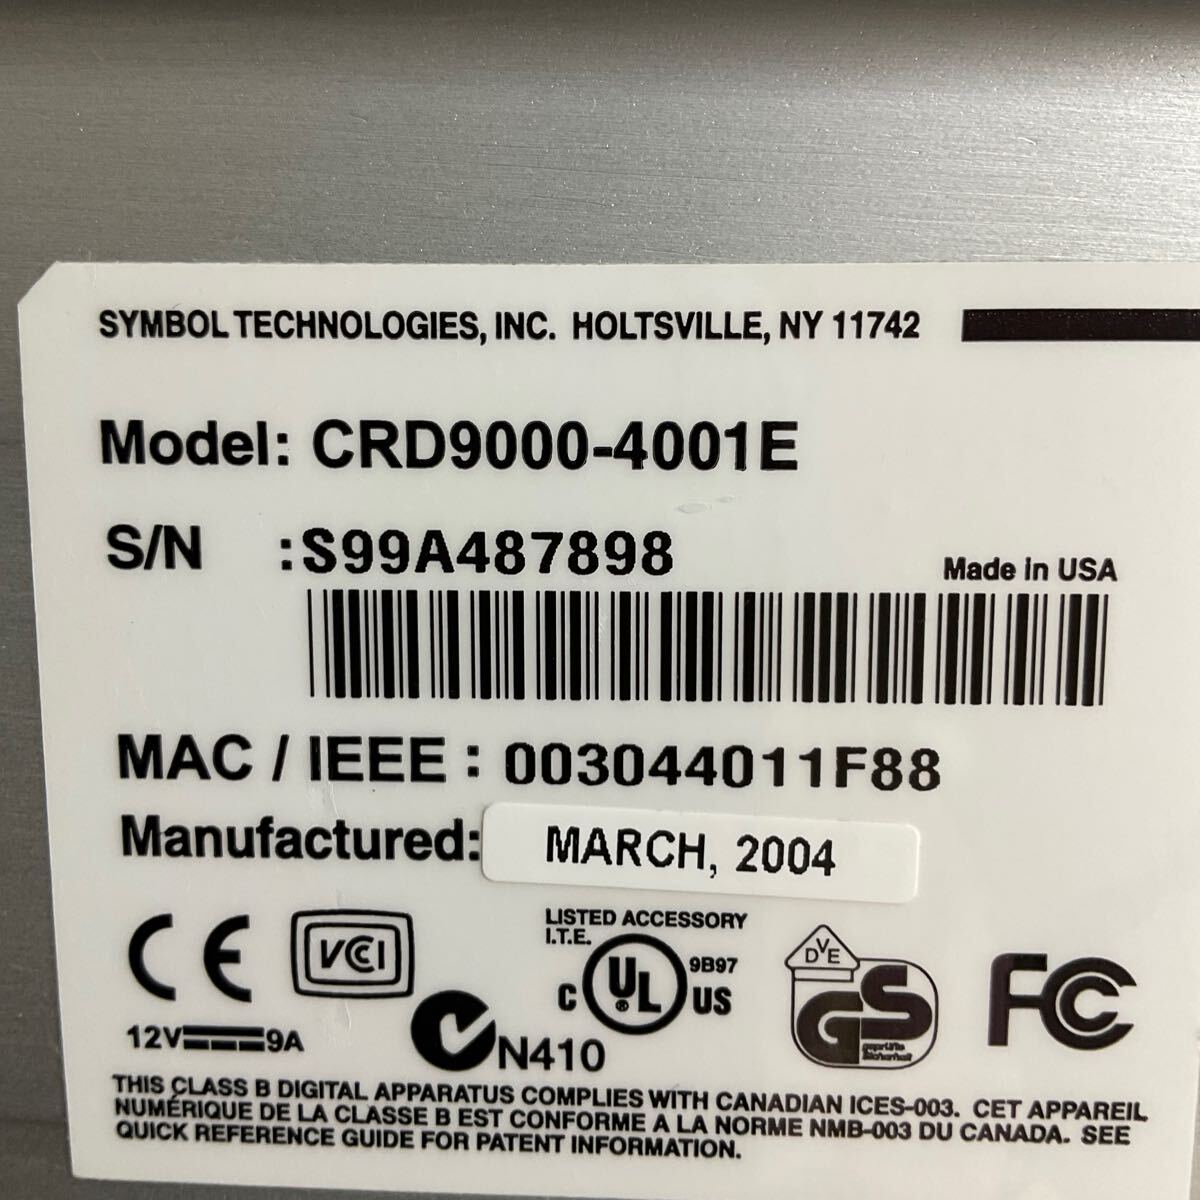 SYMBOL TECHNOLOGIES, INC. HOLTSVILLE, NY 11742
Model: CRD9000-4001E
S/N :S99A487898
Made in USA
MAC / IEEE : 003044011F88
Manufactured: MARCH, 2004
CE VCI
LISTED ACCESSORY
I.T.E.
C UL® US 9B97
DVE
GS
geprüfte
Sicherheit
FC
12V 9A
N410
THIS CLASS B DIGITAL APPARATUS COMPLIES WITH CANADIAN ICES-003. CET APPAREIL
NUMÉRIQUE DE LA CLASSE B EST CONFORME A LA NORME NMB-003 DU CANADA. SEE
QUICK REFERENCE GUIDE FOR PATENT INFORMATION.